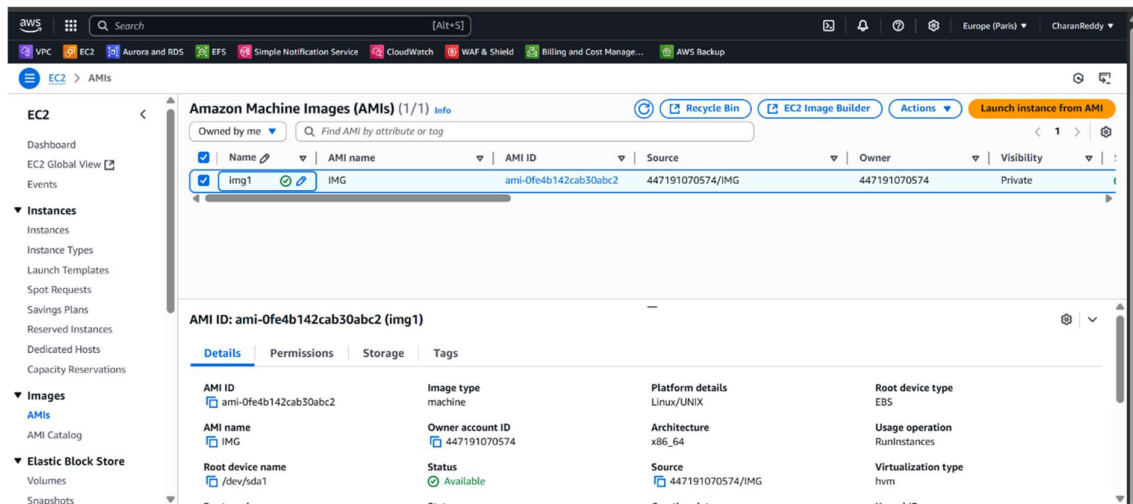 aws Search [Alt+S] Europe (Paris) CharanReddy
VPC EC2 Aurora and RDS EFS Simple Notification Service CloudWatch WAF & Shield Billing and Cost Manage... AWS Backup
EC2 > AMIs
EC2
Dashboard
EC2 Global View
Events
Instances
Instances
Instance Types
Launch Templates
Spot Requests
Savings Plans
Reserved Instances
Dedicated Hosts
Capacity Reservations
Images
AMIs
AMI Catalog
Elastic Block Store
Volumes
Snapshots
Amazon Machine Images (AMIs) (1/1) Info Recycle Bin EC2 Image Builder Actions Launch instance from AMI
Owned by me Find AMI by attribute or tag 1
Name AMI name AMI ID Source Owner Visibility
img1 IMG ami-0fe4b142cab30abc2 447191070574/IMG 447191070574 Private
AMI ID: ami-0fe4b142cab30abc2 (img1)
Details Permissions Storage Tags
AMI ID Image type Platform details Root device type
ami-0fe4b142cab30abc2 machine Linux/UNIX EBS
AMI name Owner account ID Architecture Usage operation
IMG 447191070574 x86_64 RunInstances
Root device name Status Source Virtualization type
/dev/sda1 Available 447191070574/IMG hvm